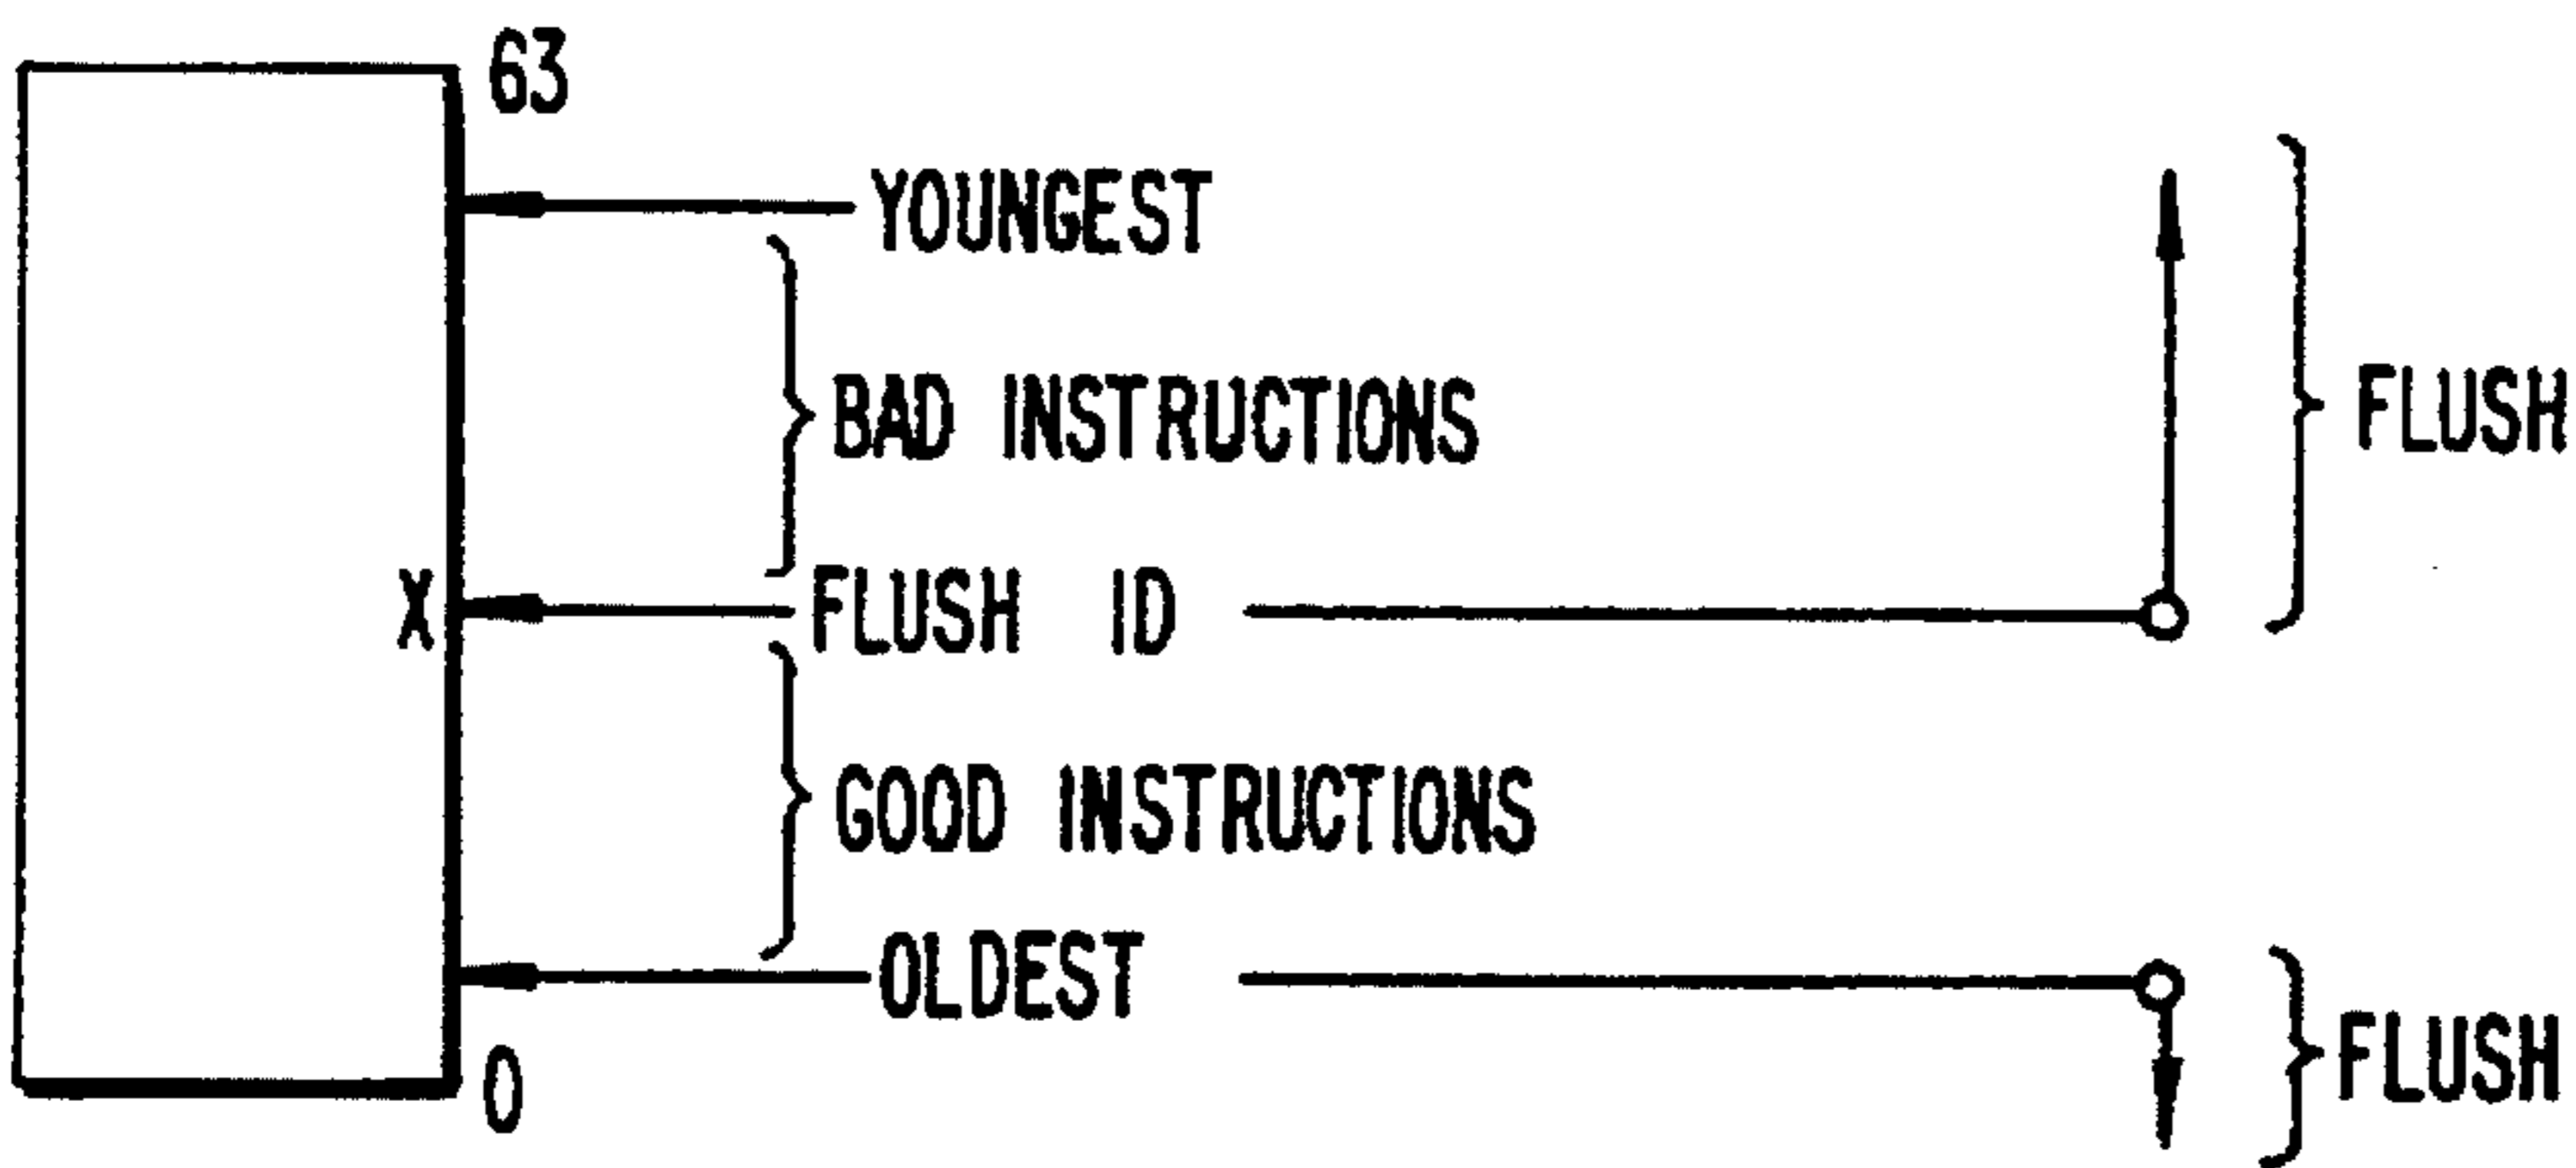 63
YOUNGEST
BAD INSTRUCTIONS
FLUSH
X
FLUSH ID
GOOD INSTRUCTIONS
OLDEST
FLUSH
0